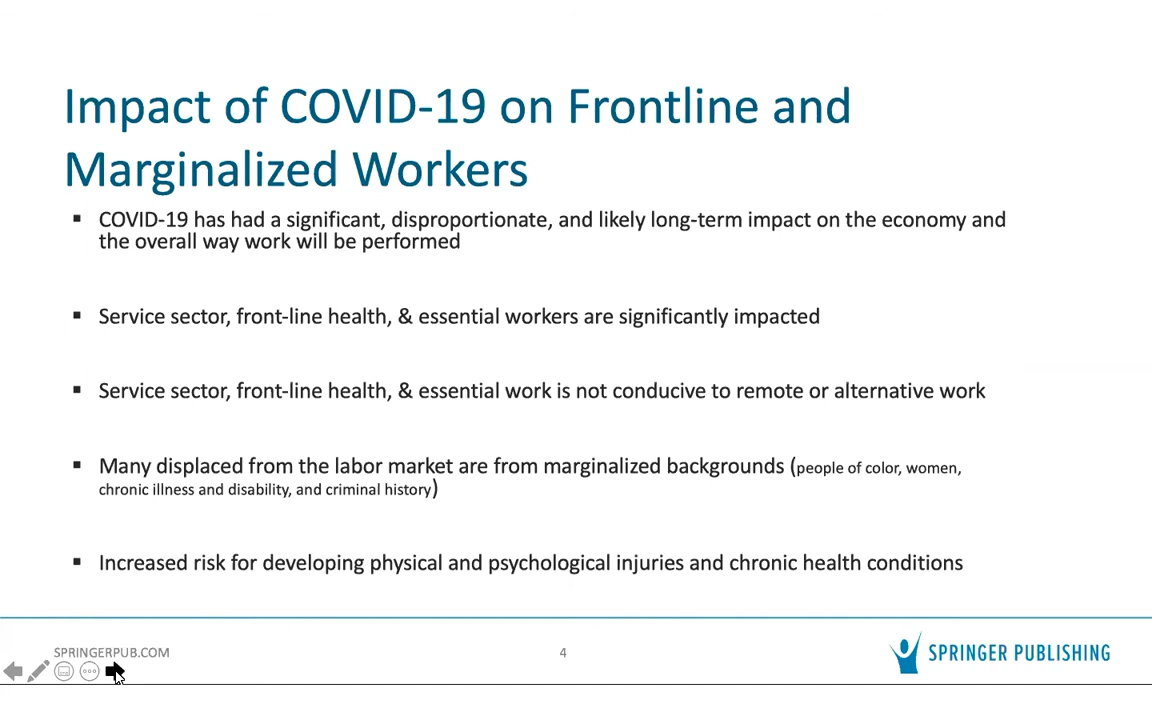 Impact of COVID-19 on Frontline and
Marginalized Workers
▪ COVID-19 has had a significant, disproportionate, and likely long-term impact on the economy and
the overall way work will be performed
▪ Service sector, front-line health, & essential workers are significantly impacted
▪ Service sector, front-line health, & essential work is not conducive to remote or alternative work
▪ Many displaced from the labor market are from marginalized backgrounds (people of color, women,
chronic illness and disability, and criminal history)
▪ Increased risk for developing physical and psychological injuries and chronic health conditions
SPRINGERPUB.COM
4
SPRINGER PUBLISHING